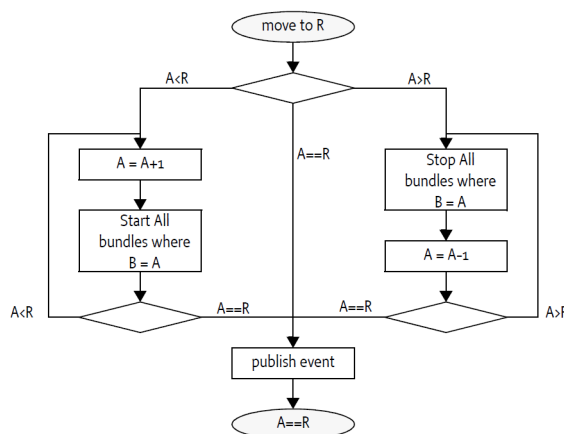 move to R
A<R
A>R
A==R
A = A+1
Stop All
bundles where
B = A
Start All
bundles where
B = A
A = A-1
A<R
A==R
A==R
A>R
publish event
A==R